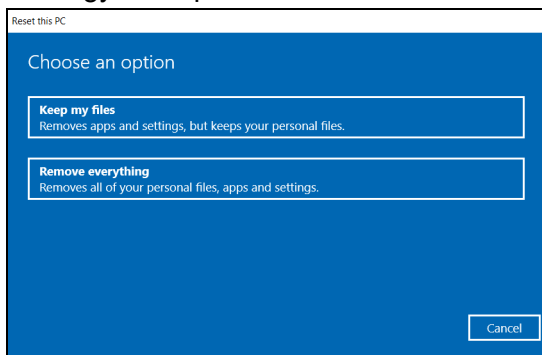 Reset this PC
Choose an option
Keep my files
Removes apps and settings, but keeps your personal files.
Remove everything
Removes all of your personal files, apps and settings.
Cancel